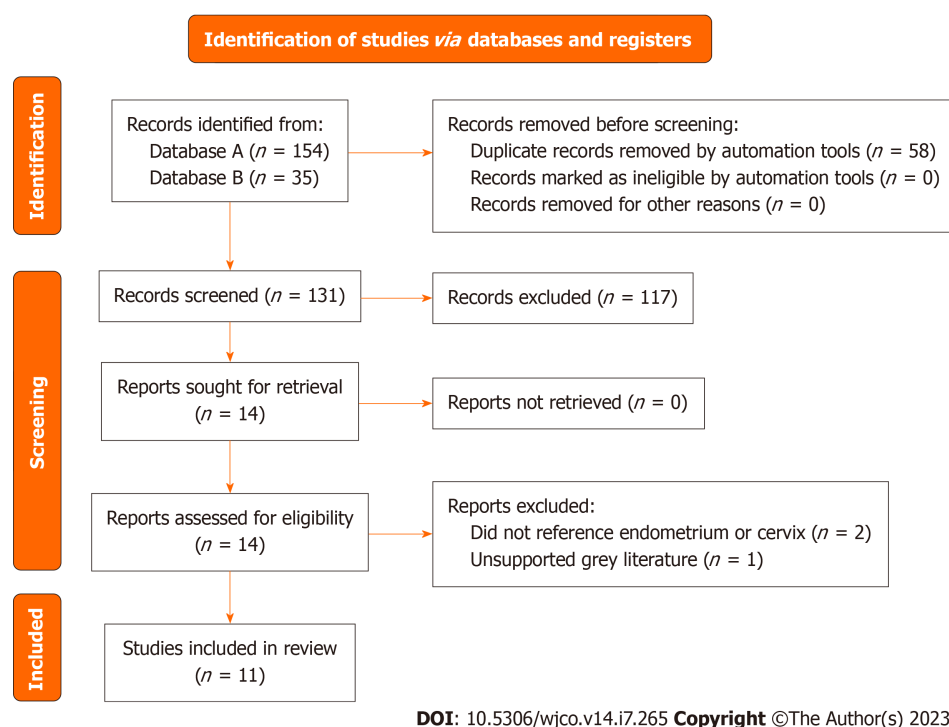 Identification of studies via databases and registers
Identification
Records identified from:
Database A (n = 154)
Database B (n = 35)
Records removed before screening:
Duplicate records removed by automation tools (n = 58)
Records marked as ineligible by automation tools (n = 0)
Records removed for other reasons (n = 0)
Screening
Records screened (n = 131)
Records excluded (n = 117)
Reports sought for retrieval
(n = 14)
Reports not retrieved (n = 0)
Reports assessed for eligibility
(n = 14)
Reports excluded:
Did not reference endometrium or cervix (n = 2)
Unsupported grey literature (n = 1)
Included
Studies included in review
(n = 11)
DOI: 10.5306/wjco.v14.i7.265 Copyright ©The Author(s) 2023